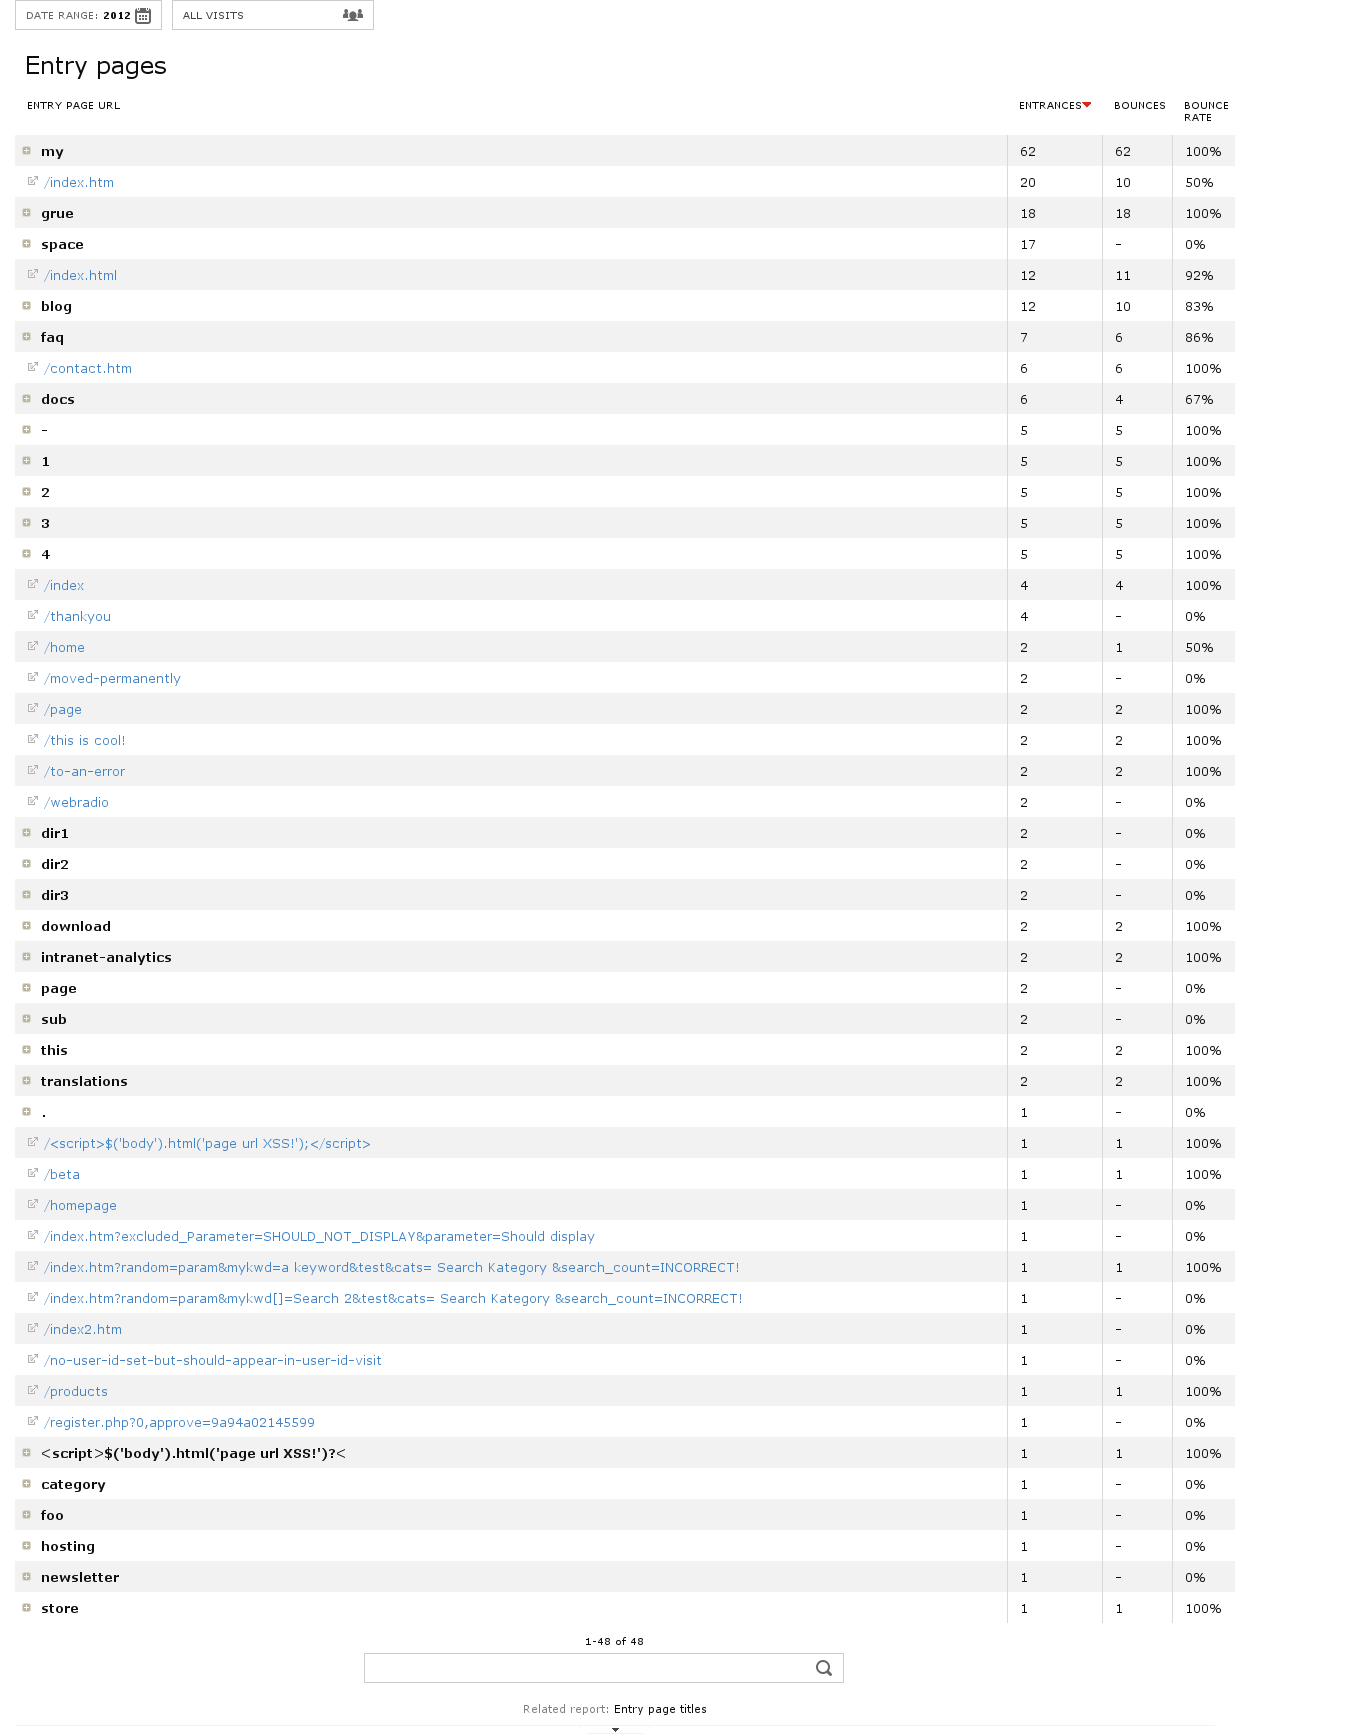 DATE RANGE: 2012 ALL VISITS
Entry pages
ENTRY PAGE URL ENTRANCES BOUNCES BOUNCE RATE
my 62 62 100%
/index.htm 20 10 50%
grue 18 18 100%
space 17 - 0%
/index.html 12 11 92%
blog 12 10 83%
faq 7 6 86%
/contact.htm 6 6 100%
docs 6 4 67%
- 5 5 100%
1 5 5 100%
2 5 5 100%
3 5 5 100%
4 5 5 100%
/index 4 4 100%
/thankyou 4 - 0%
/home 2 1 50%
/moved-permanently 2 - 0%
/page 2 2 100%
/this is cool! 2 2 100%
/to-an-error 2 2 100%
/webradio 2 - 0%
dir1 2 - 0%
dir2 2 - 0%
dir3 2 - 0%
download 2 2 100%
intranet-analytics 2 2 100%
page 2 - 0%
sub 2 - 0%
this 2 2 100%
translations 2 2 100%
. 1 - 0%
/<script>$('body').html('page url XSS!');</script> 1 1 100%
/beta 1 1 100%
/homepage 1 - 0%
/index.htm?excluded_Parameter=SHOULD_NOT_DISPLAY&parameter=Should display 1 - 0%
/index.htm?random=param&mykwd=a keyword&test&cats= Search Kategory &search_count=INCORRECT! 1 1 100%
/index.htm?random=param&mykwd[]=Search 2&test&cats= Search Kategory &search_count=INCORRECT! 1 - 0%
/index2.htm 1 - 0%
/no-user-id-set-but-should-appear-in-user-id-visit 1 - 0%
/products 1 1 100%
/register.php?0,approve=9a94a02145599 1 - 0%
<script>$('body').html('page url XSS!')?< 1 1 100%
category 1 - 0%
foo 1 - 0%
hosting 1 - 0%
newsletter 1 - 0%
store 1 1 100%
1-48 of 48
Related report: Entry page titles